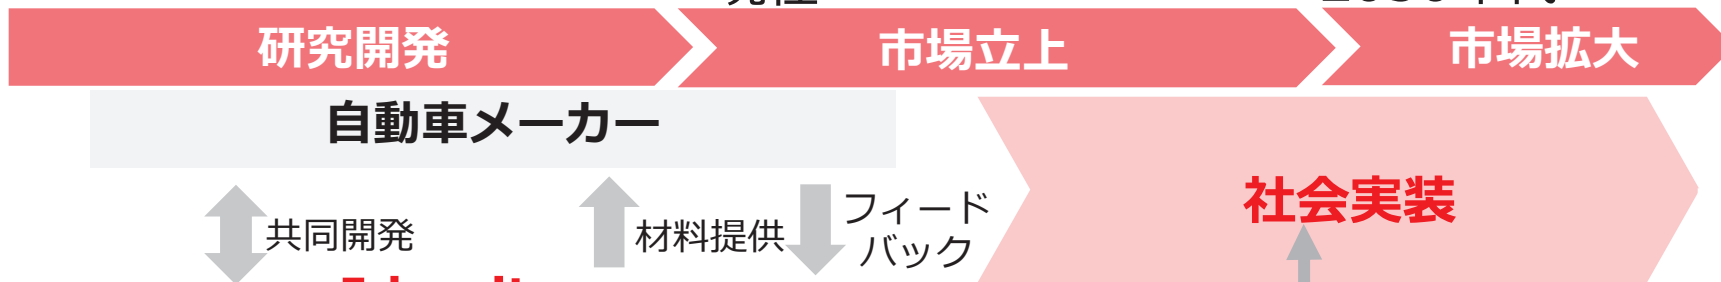 研究開発
市場立上
市場拡大
自動車メーカー
社会実装
共同開発
材料提供
フィード
バック